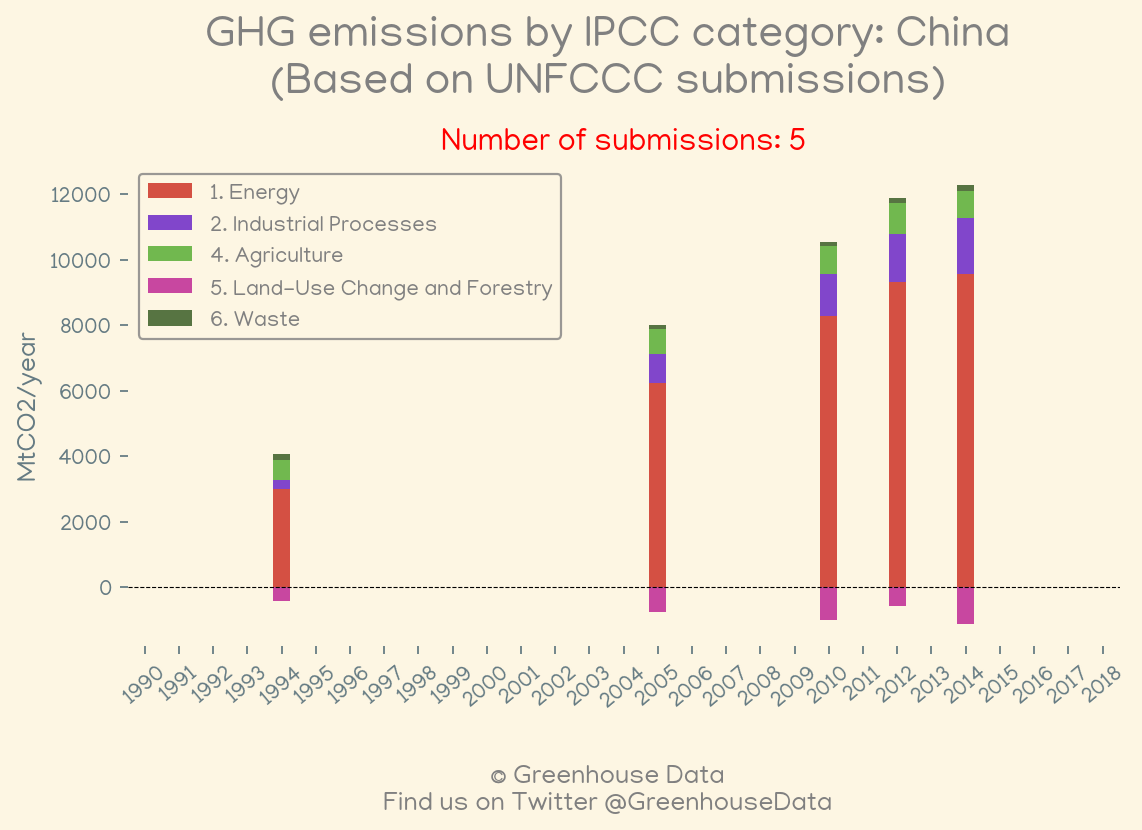 GHG emissions by IPCC category: China
(Based on UNFCCC submissions)
Number of submissions: 5
1. Energy
2. Industrial Processes
4. Agriculture
5. Land-Use Change and Forestry
6. Waste
MtCO2/year
12000
10000
8000
6000
4000
2000
0
1990 1991 1992 1993 1994 1995 1996 1997 1998 1999 2000 2001 2002 2003 2004 2005 2006 2007 2008 2009 2010 2011 2012 2013 2014 2015 2016 2017 2018
© Greenhouse Data
Find us on Twitter @GreenhouseData